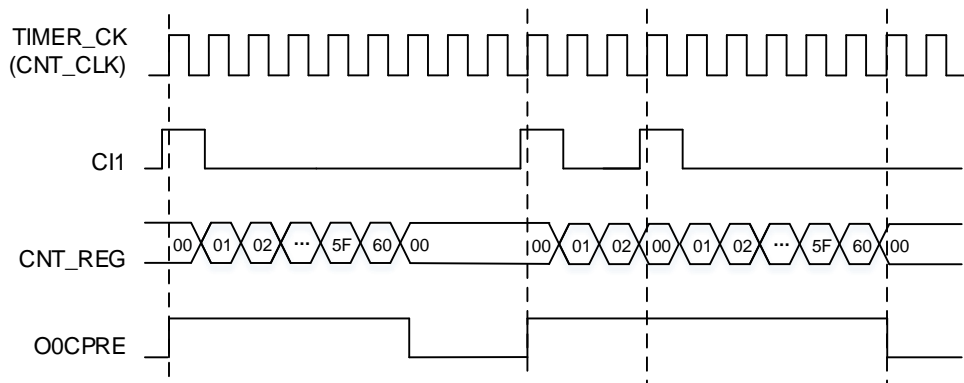 TIMER_CK
(CNT_CLK)
CI1
CNT_REG 00 01 02 ... 5F 60 00 00 01 02 00 01 02 ... 5F 60 00
O0CPRE